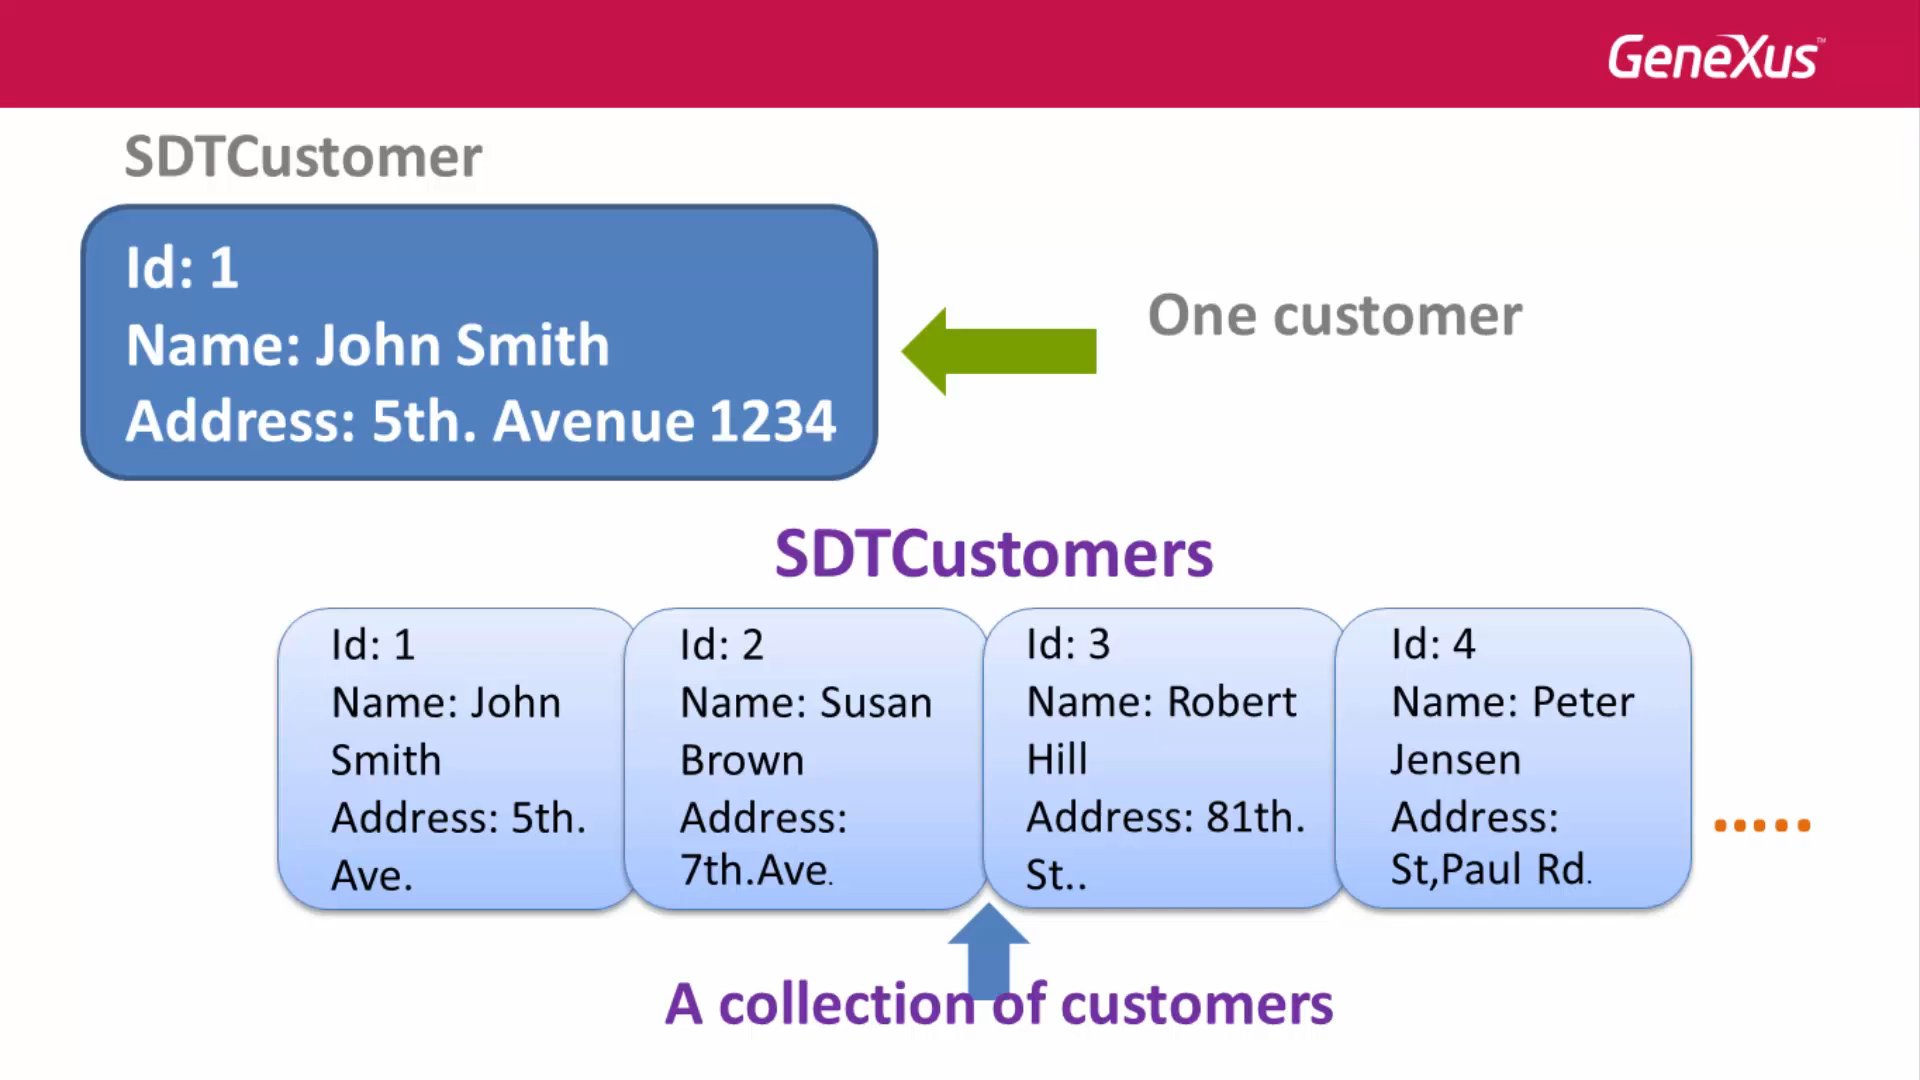 GeneXus™
SDTCustomer
Id: 1
Name: John Smith
Address: 5th. Avenue 1234
One customer
SDTCustomers
Id: 1
Name: John
Smith
Address: 5th.
Ave.
Id: 2
Name: Susan
Brown
Address:
7th.Ave.
Id: 3
Name: Robert
Hill
Address: 81th.
St..
Id: 4
Name: Peter
Jensen
Address:
St,Paul Rd.
.....
A collection of customers